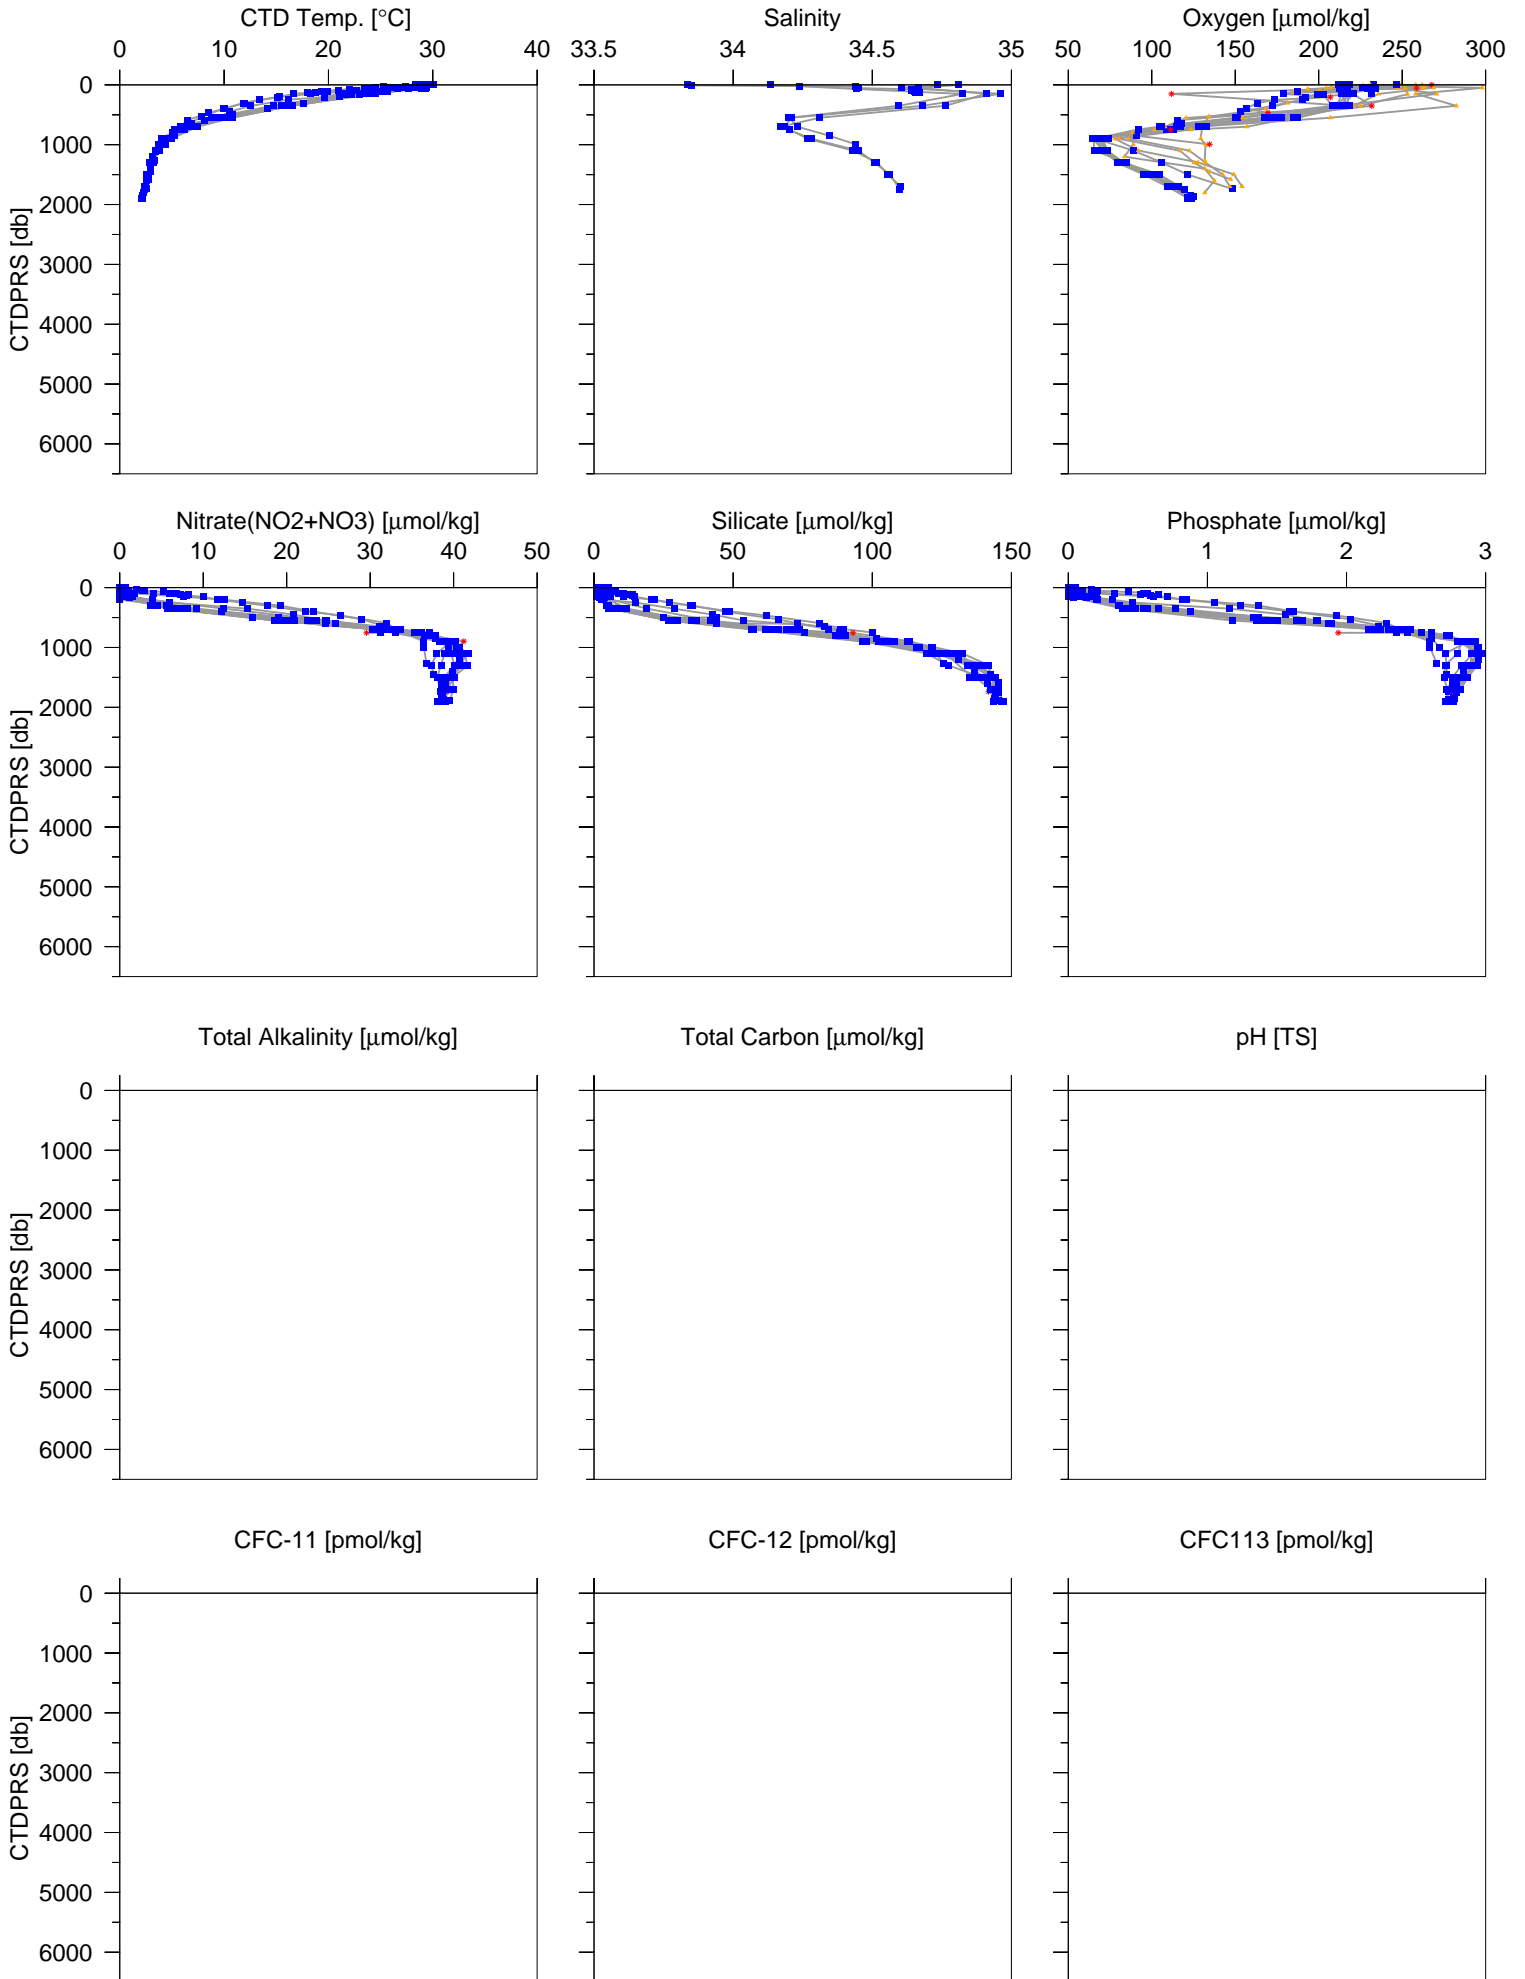 CTD Temp. [°C] Salinity Oxygen [µmol/kg]
0 10 20 30 40 33.5 34 34.5 35 50 100 150 200 250 300
0
1000
2000
3000
4000
5000
6000
CTDPRS [db]
Nitrate(NO2+NO3) [µmol/kg] Silicate [µmol/kg] Phosphate [µmol/kg]
0 10 20 30 40 50 0 50 100 150 0 1 2 3
0
1000
2000
3000
4000
5000
6000
CTDPRS [db]
Total Alkalinity [µmol/kg] Total Carbon [µmol/kg] pH [TS]
0
1000
2000
3000
4000
5000
6000
CTDPRS [db]
CFC-11 [pmol/kg] CFC-12 [pmol/kg] CFC113 [pmol/kg]
0
1000
2000
3000
4000
5000
6000
CTDPRS [db]